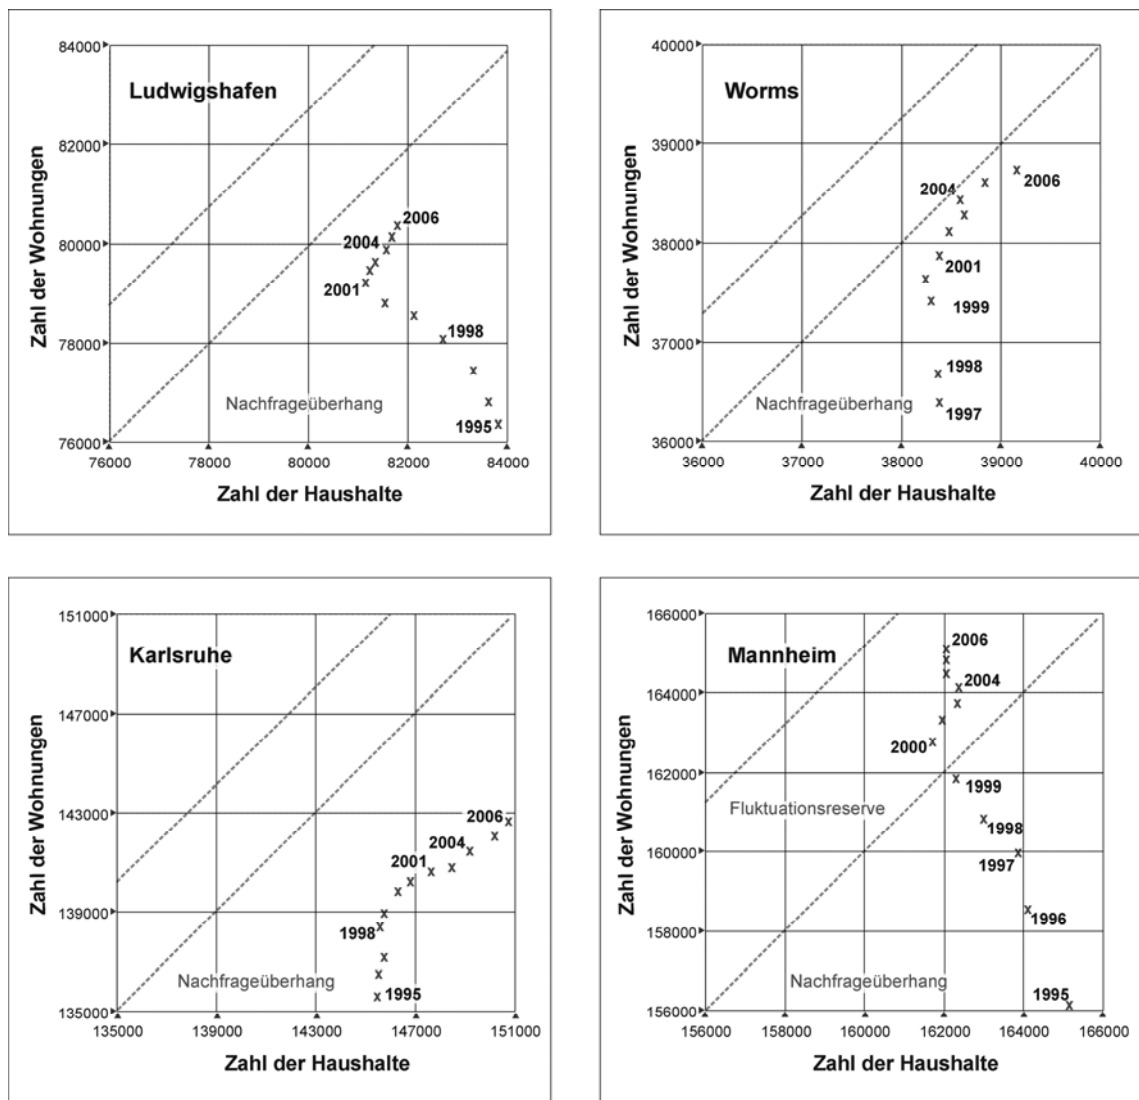 84000
Ludwigshafen
82000
Zahl der Wohnungen
2006
80000
2004
2001
1998
78000
Nachfrageüberhang
1995
76000
76000 78000 80000 82000 84000
Zahl der Haushalte
40000
Worms
39000
Zahl der Wohnungen
2004
2006
38000
2001
1999
37000
1998
Nachfrageüberhang
1997
36000
36000 37000 38000 39000 40000
Zahl der Haushalte
151000
Karlsruhe
147000
Zahl der Wohnungen
143000
2006
2004
2001
139000
1998
Nachfrageüberhang
1995
135000
135000 139000 143000 147000 151000
Zahl der Haushalte
166000
Mannheim
2006
164000
2004
Zahl der Wohnungen
2000
162000
1999
Fluktuationsreserve
1998
160000
1997
1996
158000
Nachfrageüberhang
1995
156000
156000 158000 160000 162000 164000 166000
Zahl der Haushalte